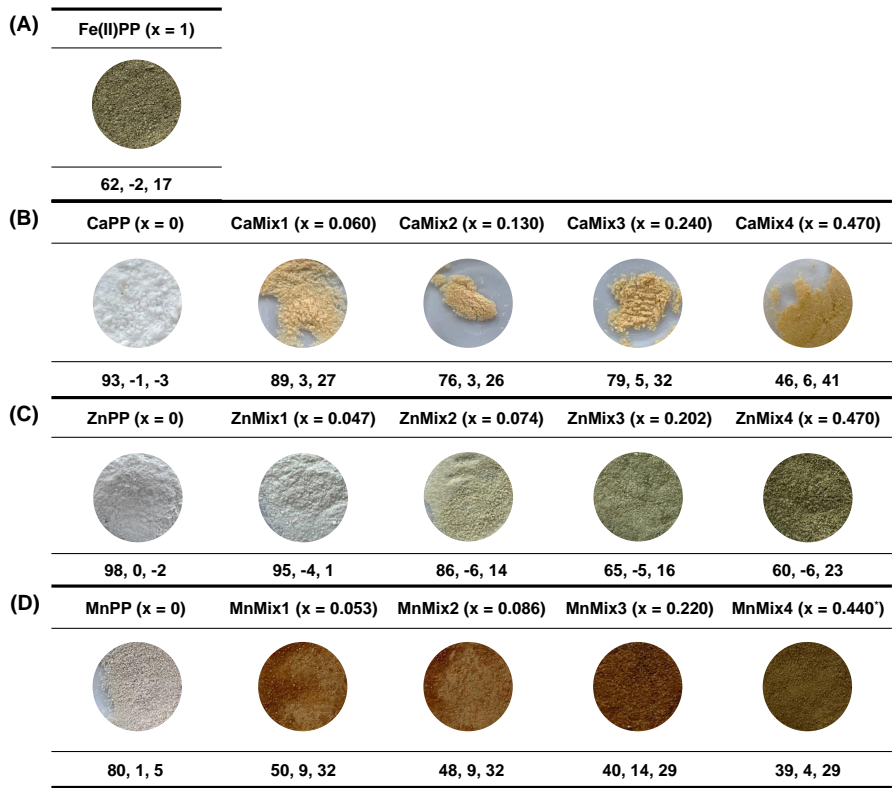 (A)
Fe(II)PP (x = 1)
62, -2, 17
(B)
CaPP (x = 0) CaMix1 (x = 0.060) CaMix2 (x = 0.130) CaMix3 (x = 0.240) CaMix4 (x = 0.470)
93, -1, -3 89, 3, 27 76, 3, 26 79, 5, 32 46, 6, 41
(C)
ZnPP (x = 0) ZnMix1 (x = 0.047) ZnMix2 (x = 0.074) ZnMix3 (x = 0.202) ZnMix4 (x = 0.470)
98, 0, -2 95, -4, 1 86, -6, 14 65, -5, 16 60, -6, 23
(D)
MnPP (x = 0) MnMix1 (x = 0.053) MnMix2 (x = 0.086) MnMix3 (x = 0.220) MnMix4 (x = 0.440*)
80, 1, 5 50, 9, 32 48, 9, 32 40, 14, 29 39, 4, 29